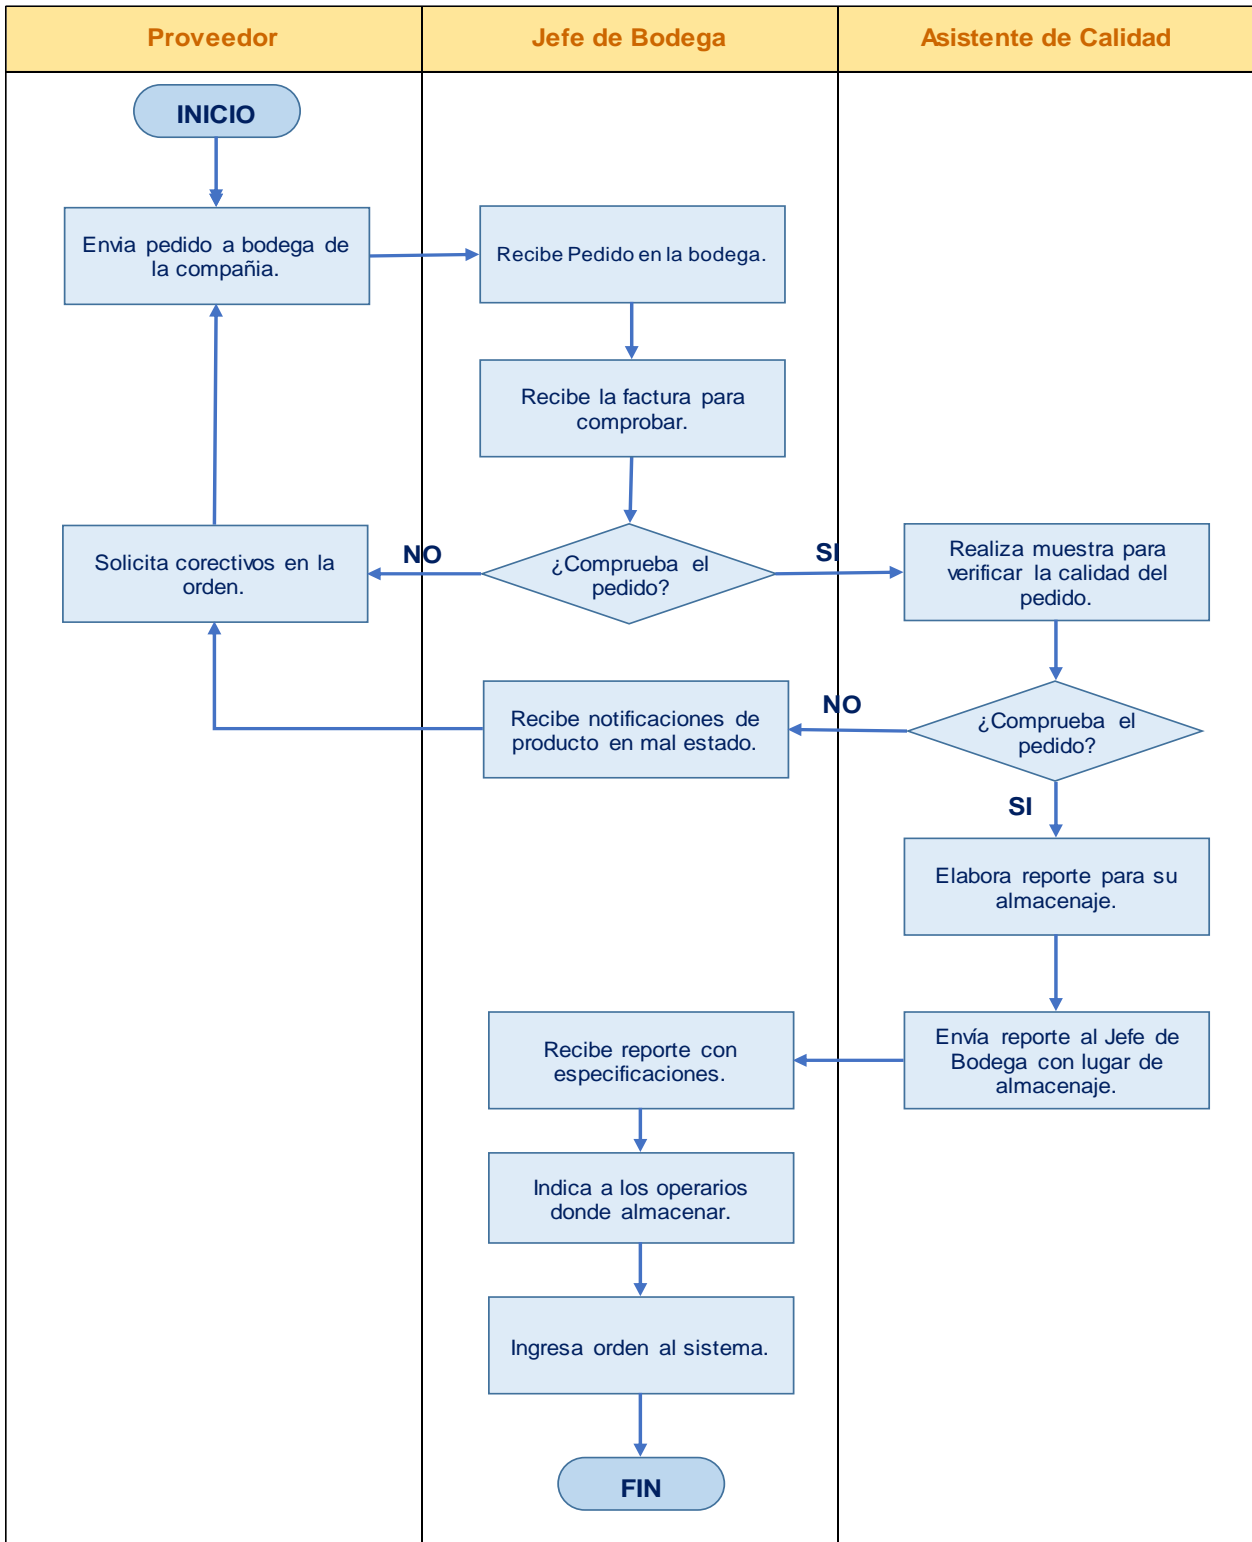 Proveedor
Jefe de Bodega
Asistente de Calidad
INICIO
Envia pedido a bodega de
la compañia.
Recibe Pedido en la bodega.
Recibe la factura para
comprobar.
Solicita corectivos en la
orden.
NO
¿Comprueba el
pedido?
SI
Realiza muestra para
verificar la calidad del
pedido.
Recibe notificaciones de
producto en mal estado.
NO
¿Comprueba el
pedido?
SI
Elabora reporte para su
almacenaje.
Recibe reporte con
especificaciones.
Envía reporte al Jefe de
Bodega con lugar de
almacenaje.
Indica a los operarios
donde almacenar.
Ingresa orden al sistema.
FIN